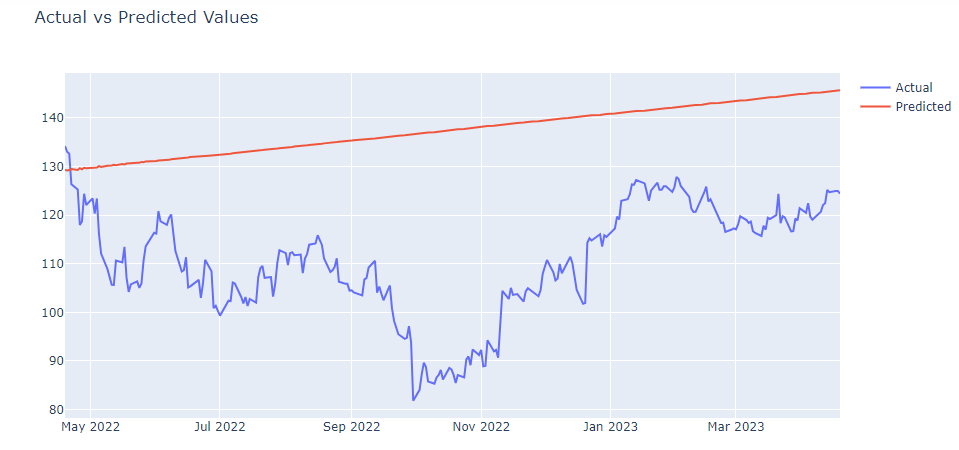 Actual vs Predicted Values
Actual
Predicted
140
130
120
110
100
90
80
May 2022
Jul 2022
Sep 2022
Nov 2022
Jan 2023
Mar 2023